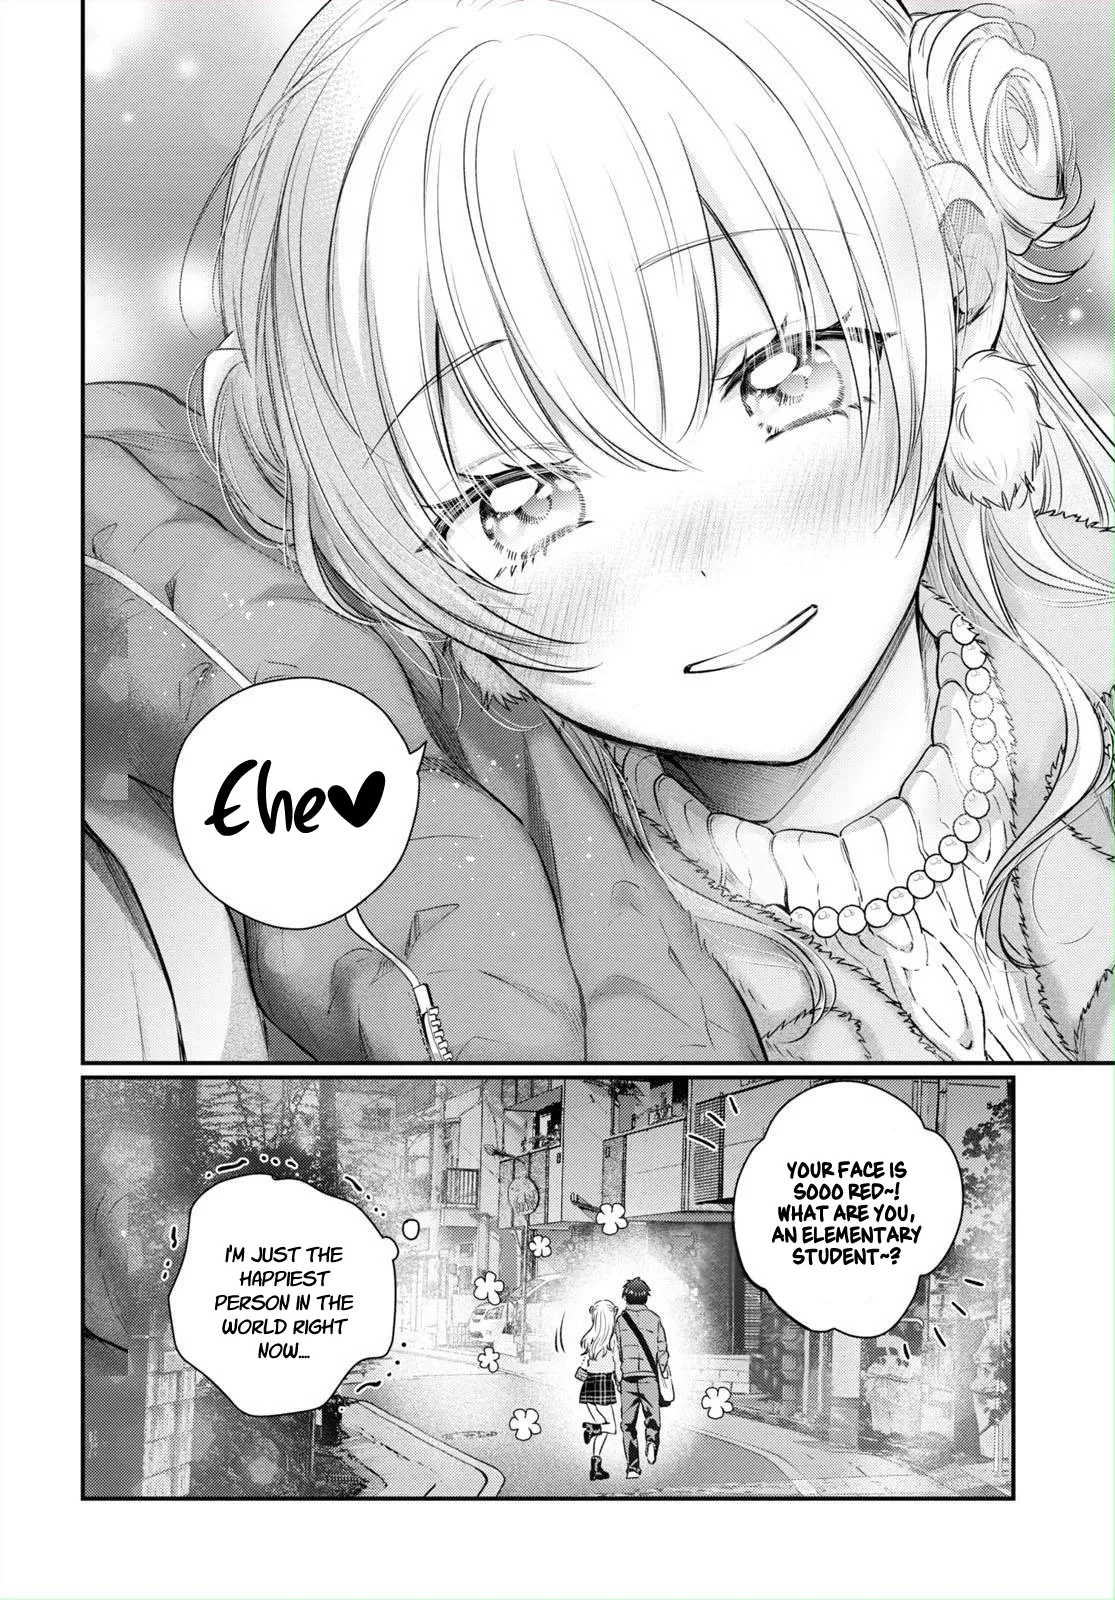 Ehe♥
YOUR FACE IS
SOOO RED~!
WHAT ARE YOU,
AN ELEMENTARY
STUDENT~?
I'M JUST THE
HAPPIEST
PERSON IN THE
WORLD RIGHT
NOW....